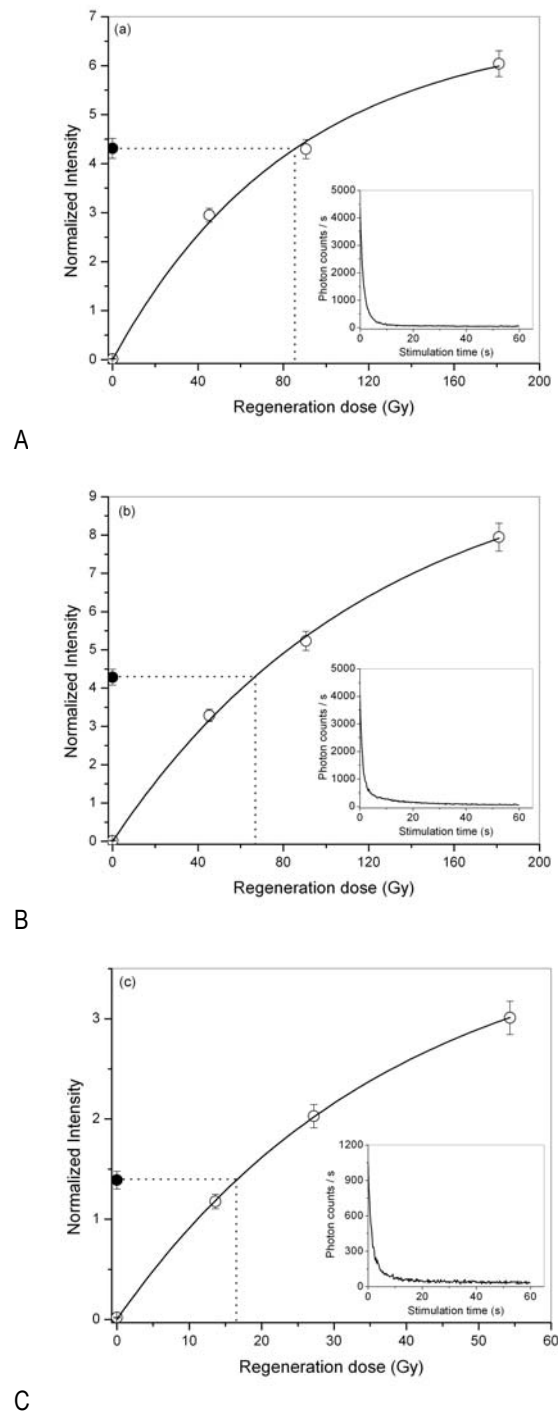 (a)
7
6
5
4
3
2
1
0
Normalized Intensity
0 40 80 120 160 200
Regeneration dose (Gy)
5000
4000
3000
2000
1000
0
Photon counts / s
0 20 40 60
Stimulation time (s)
A
(b)
9
8
7
6
5
4
3
2
1
0
Normalized Intensity
0 40 80 120 160 200
Regeneration dose (Gy)
5000
4000
3000
2000
1000
0
Photon counts / s
0 20 40 60
Stimulation time (s)
B
(c)
3
2
1
0
Normalized Intensity
0 10 20 30 40 50 60
Regeneration dose (Gy)
1200
900
600
300
0
Photon counts / s
0 20 40 60
Stimulation time (s)
C